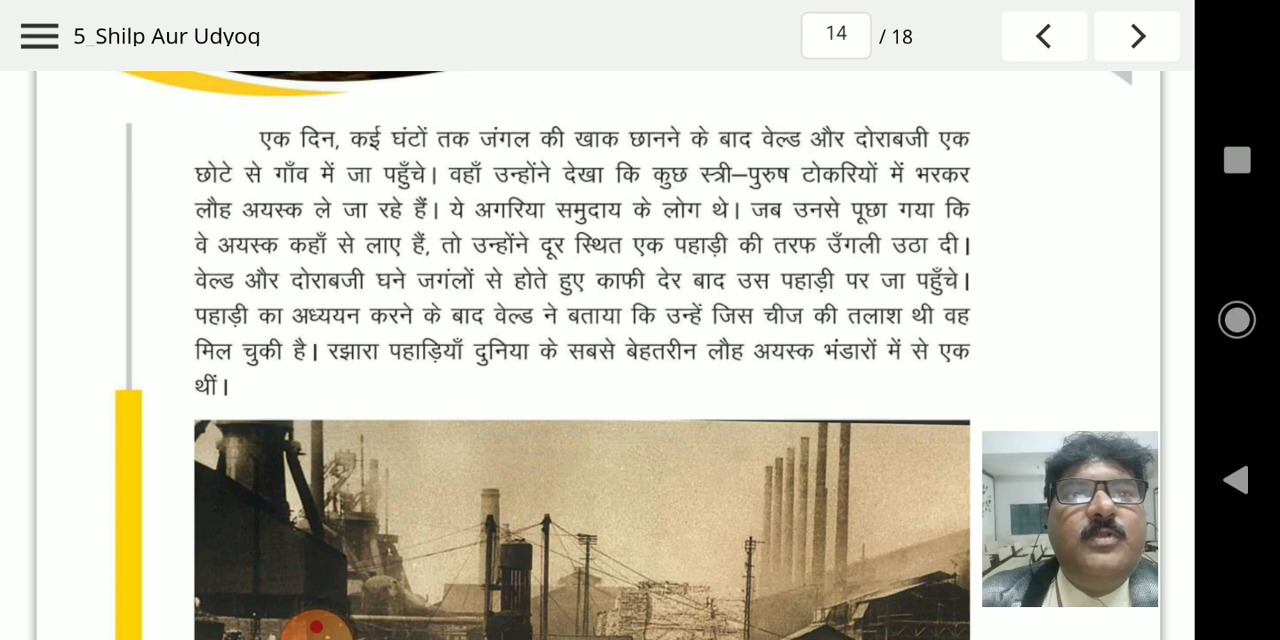 5_Shilp Aur Udyog
14 / 18
एक दिन, कई घंटों तक जंगल की खाक छानने के बाद वेल्ड और दोराबजी एक
छोटे से गाँव में जा पहुँचे। वहाँ उन्होंने देखा कि कुछ स्त्री–पुरुष टोकरियों में भरकर
लौह अयस्क ले जा रहे हैं। ये अगरिया समुदाय के लोग थे। जब उनसे पूछा गया कि
वे अयस्क कहाँ से लाए हैं, तो उन्होंने दूर स्थित एक पहाड़ी की तरफ उँगली उठा दी।
वेल्ड और दोराबजी घने जगंलों से होते हुए काफी देर बाद उस पहाड़ी पर जा पहुँचे।
पहाड़ी का अध्ययन करने के बाद वेल्ड ने बताया कि उन्हें जिस चीज की तलाश थी वह
मिल चुकी है। रझारा पहाड़ियाँ दुनिया के सबसे बेहतरीन लौह अयस्क भंडारों में से एक
थीं।